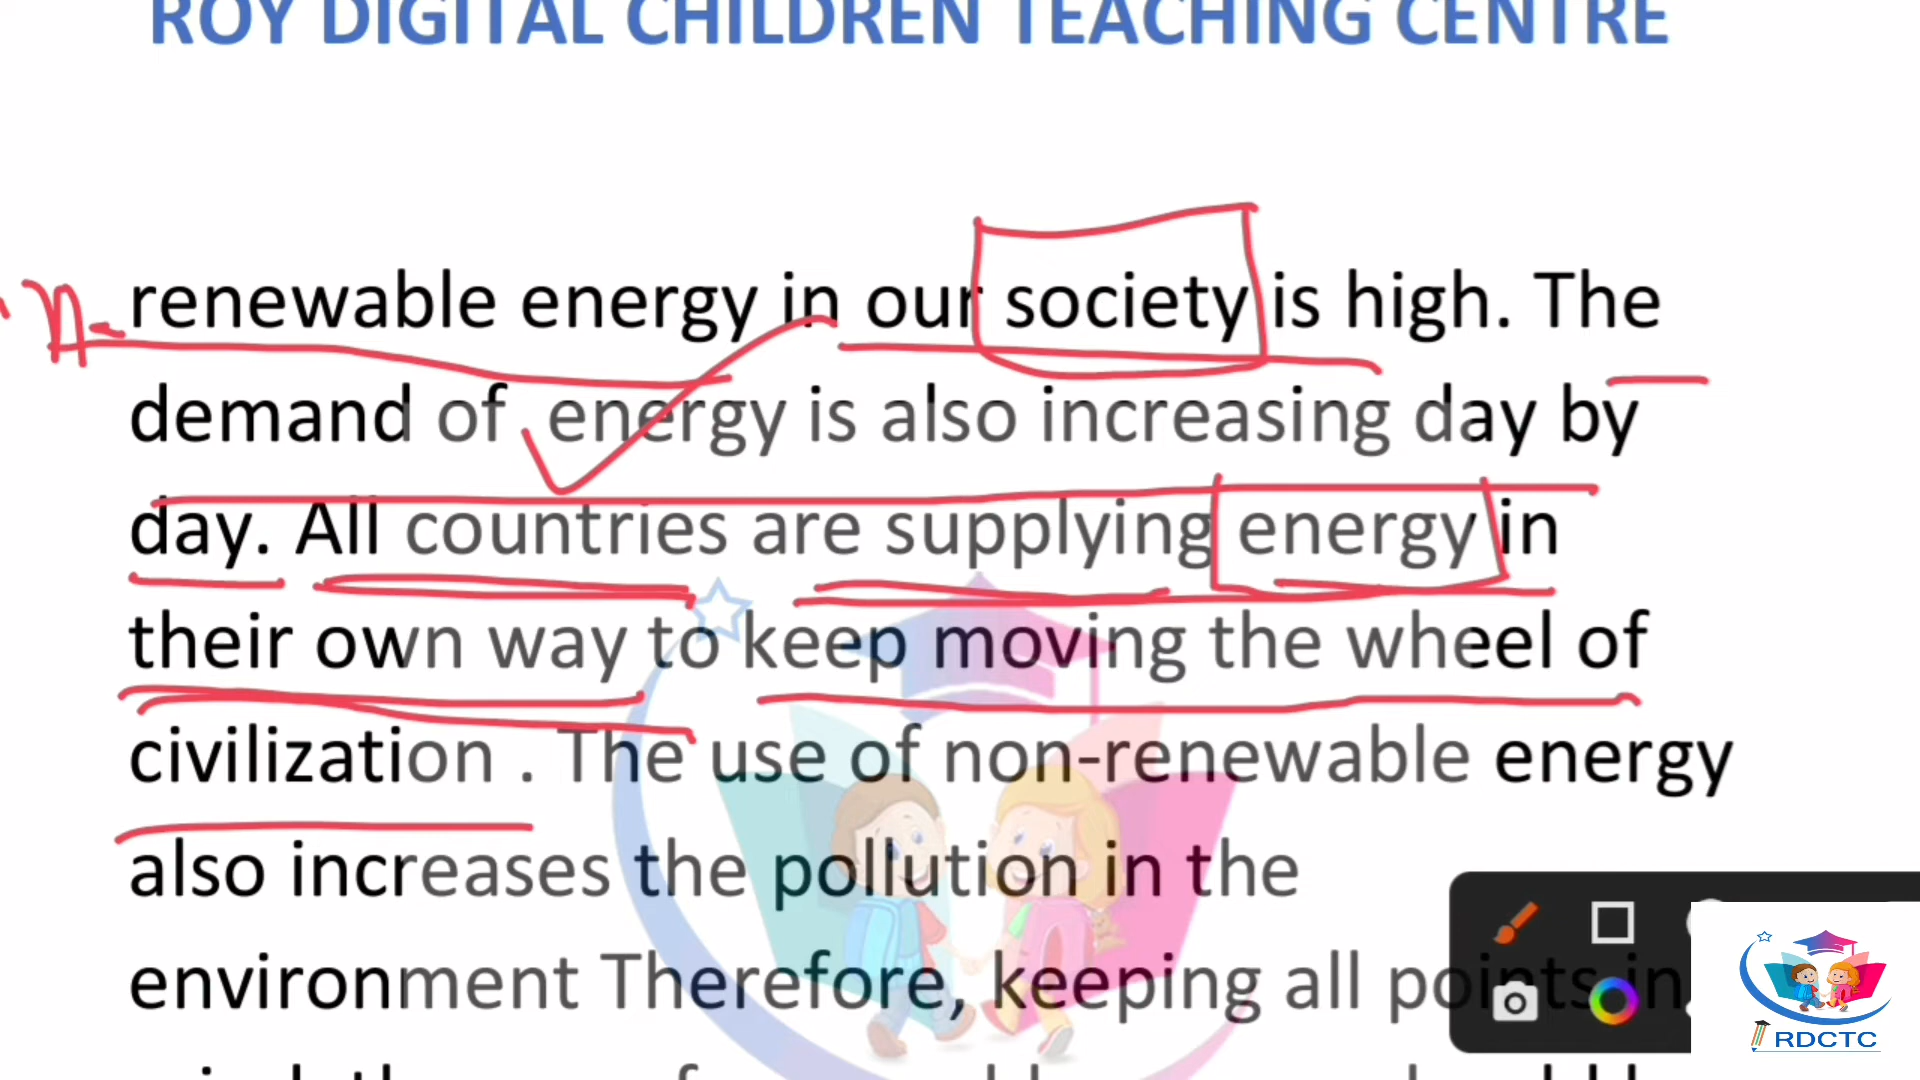 ROY DIGITAL CHILDREN TEACHING CENTRE
renewable energy in our society is high. The
demand of energy is also increasing day by
day. All countries are supplying energy in
their own way to keep moving the wheel of
civilization . The use of non-renewable energy
also increases the pollution in the
environment Therefore, keeping all points in
RDCTC